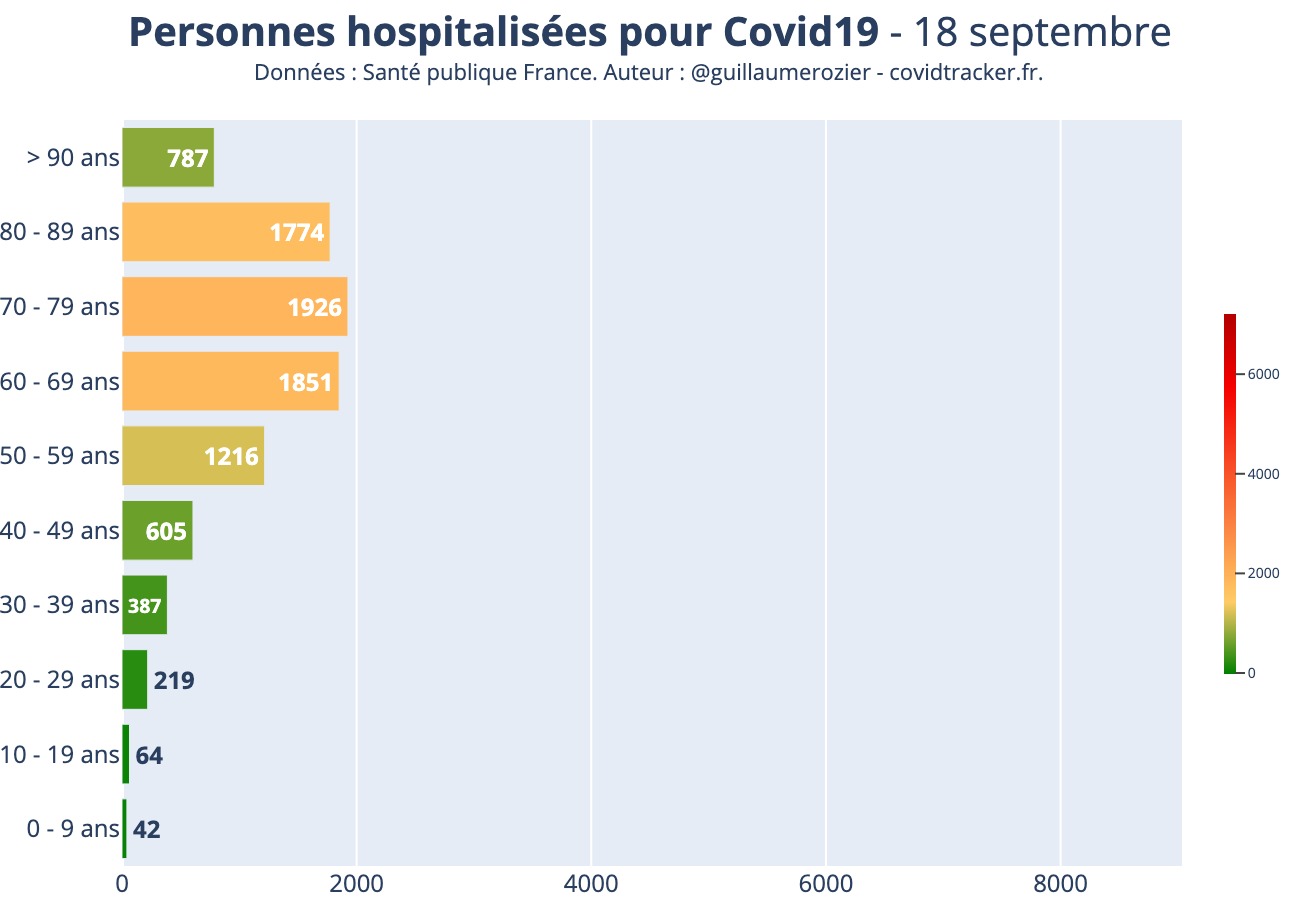 Personnes hospitalisées pour Covid19 - 18 septembre
Données : Santé publique France. Auteur : @guillaumerozier - covidtracker.fr.
> 90 ans 787
80 - 89 ans 1774
70 - 79 ans 1926
60 - 69 ans 1851
50 - 59 ans 1216
40 - 49 ans 605
30 - 39 ans 387
20 - 29 ans 219
10 - 19 ans 64
0 - 9 ans 42
0 2000 4000 6000 8000
6000
4000
2000
0